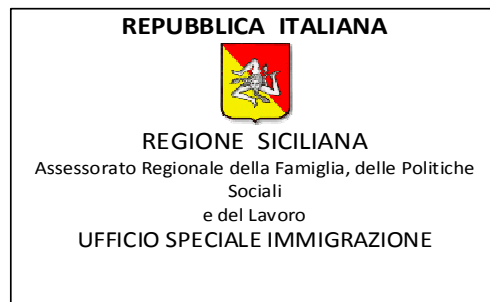 REPUBBLICA ITALIANA
REGIONE SICILIANA
Assessorato Regionale della Famiglia, delle Politiche
Sociali
e del Lavoro
UFFICIO SPECIALE IMMIGRAZIONE